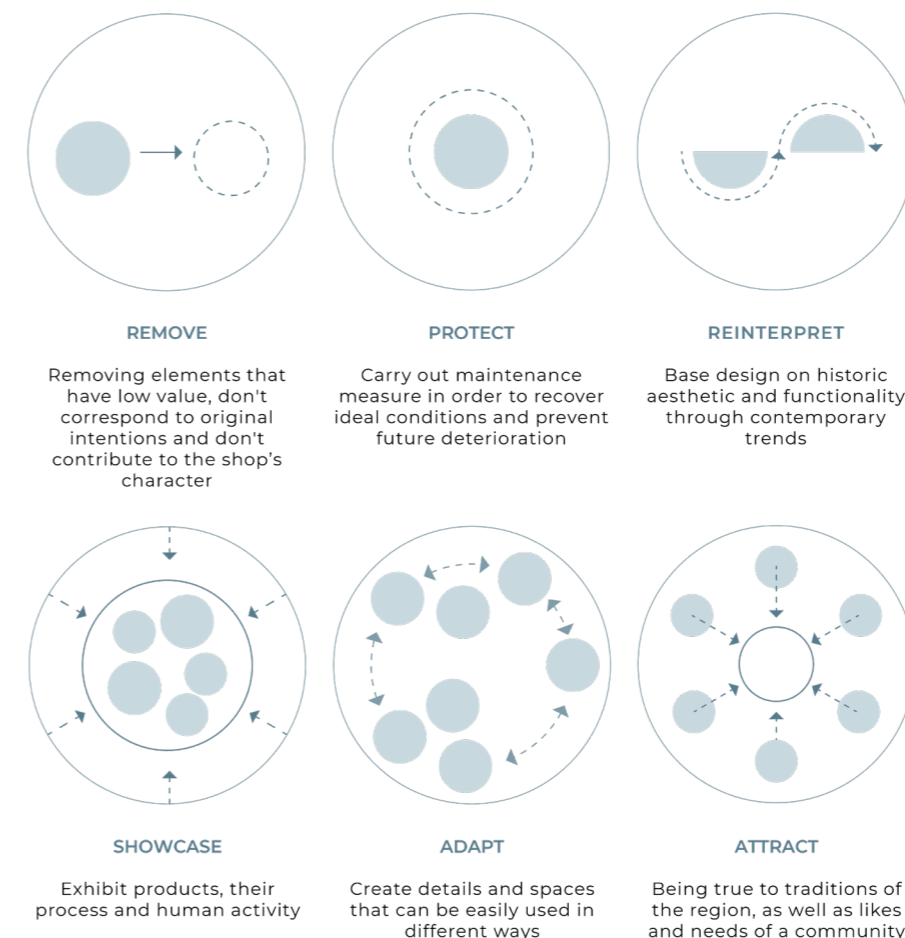 REMOVE
Removing elements that
have low value, don't
correspond to original
intentions and don't
contribute to the shop’s
character
PROTECT
Carry out maintenance
measure in order to recover
ideal conditions and prevent
future deterioration
REINTERPRET
Base design on historic
aesthetic and functionality
through contemporary
trends
SHOWCASE
Exhibit products, their
process and human activity
ADAPT
Create details and spaces
that can be easily used in
different ways
ATTRACT
Being true to traditions of
the region, as well as likes
and needs of a community